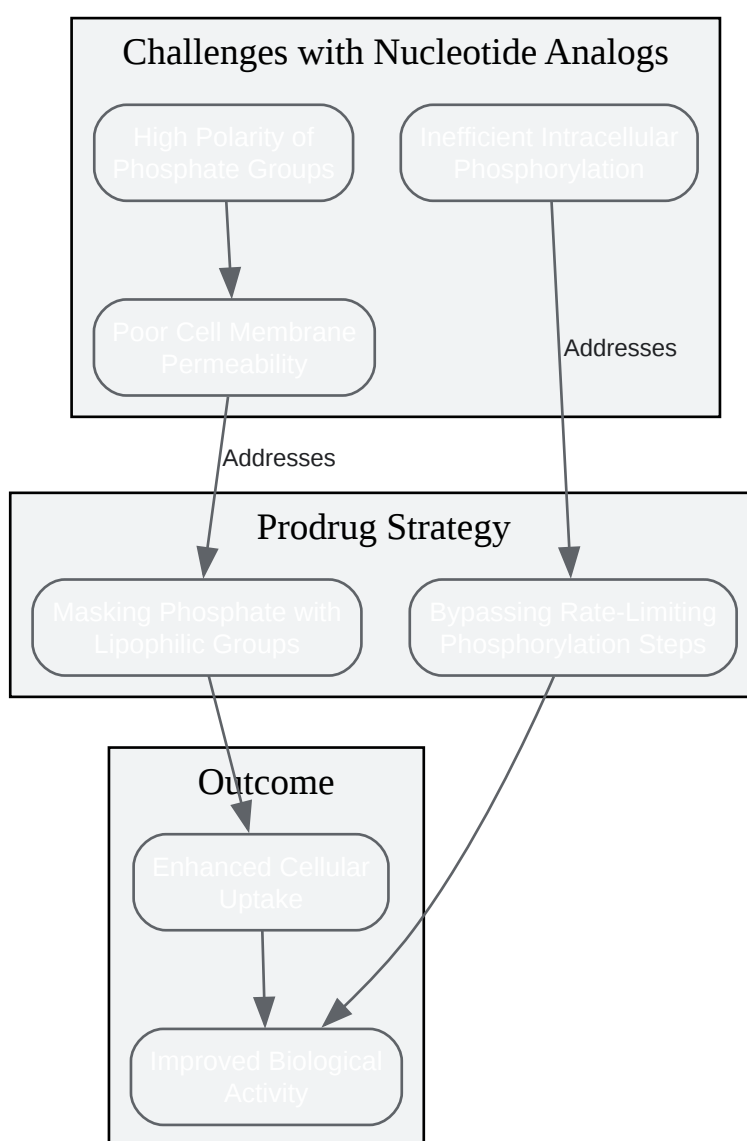 Challenges with Nucleotide Analogs
High Polarity of
Phosphate Groups
Inefficient Intracellular
Phosphorylation
Poor Cell Membrane
Permeability
Addresses
Addresses
Prodrug Strategy
Masking Phosphate with
Lipophilic Groups
Bypassing Rate-Limiting
Phosphorylation Steps
Outcome
Enhanced Cellular
Uptake
Improved Biological
Activity